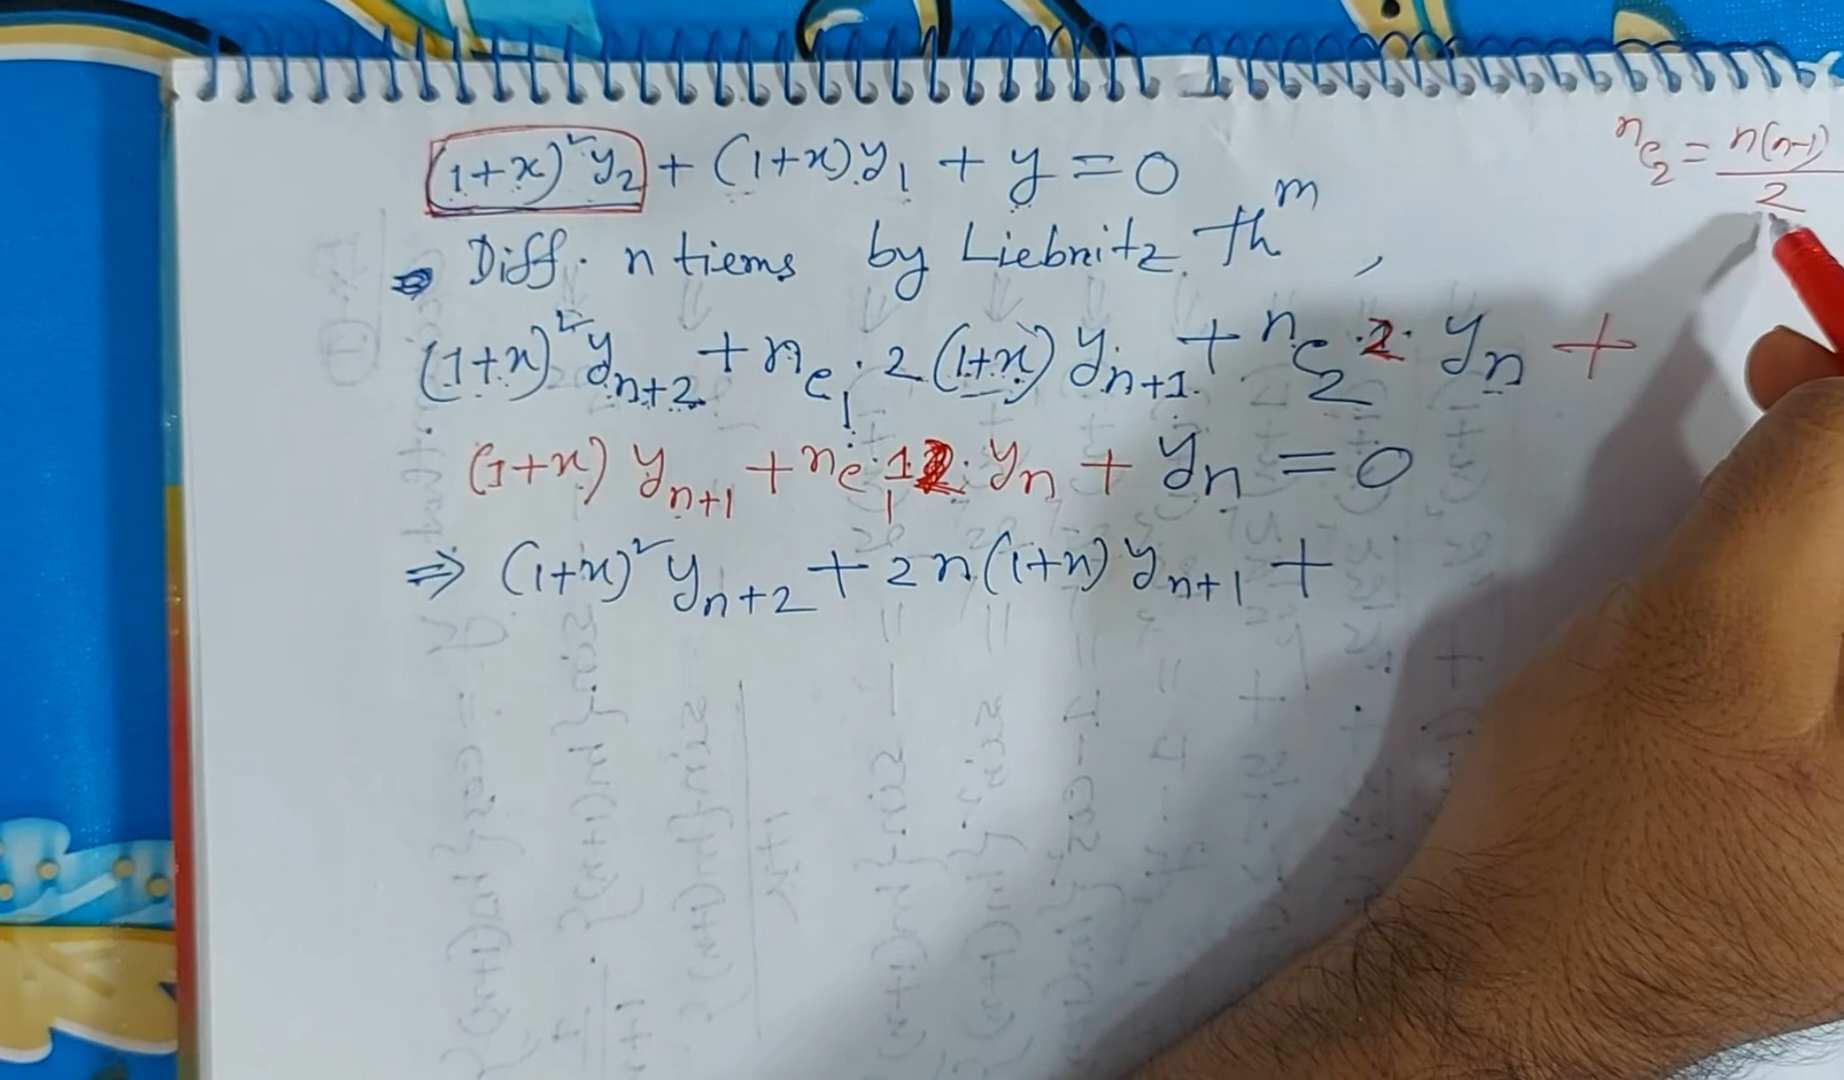 (1+x)²y₂ + (1+x)y₁ + y = 0
ⁿc₂ = n(n-1)/2
Diff. n tiems by Liebnitz Thᵐ,
(1+x)²yₙ₊₂ + ⁿc₁·2(1+x)yₙ₊₁ + ⁿc₂·2·yₙ +
(1+x)yₙ₊₁ + ⁿc₁·1·yₙ + yₙ = 0
⇒ (1+x)²yₙ₊₂ + 2n(1+x)yₙ₊₁ +